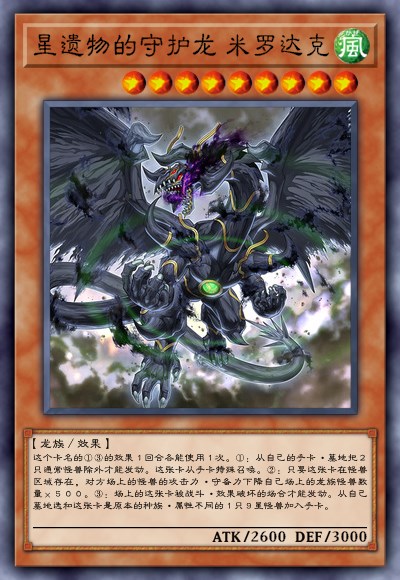 星遗物的守护龙 米罗达克
風
【龙族／效果】
这个卡名的①③的效果1回合各能使用1次。①：从自己的手卡·墓地把2
只通常怪兽除外才能发动。这张卡从手卡特殊召唤。②：只要这张卡在怪兽
区域存在，对方场上的怪兽的攻击力·守备力下降自己场上的龙族怪兽数
量×500。③：场上的这张卡被战斗·效果破坏的场合才能发动。从自己
墓地选和这张卡是原本的种族·属性不同的1只9星怪兽加入手卡。
ATK/2600 DEF/3000